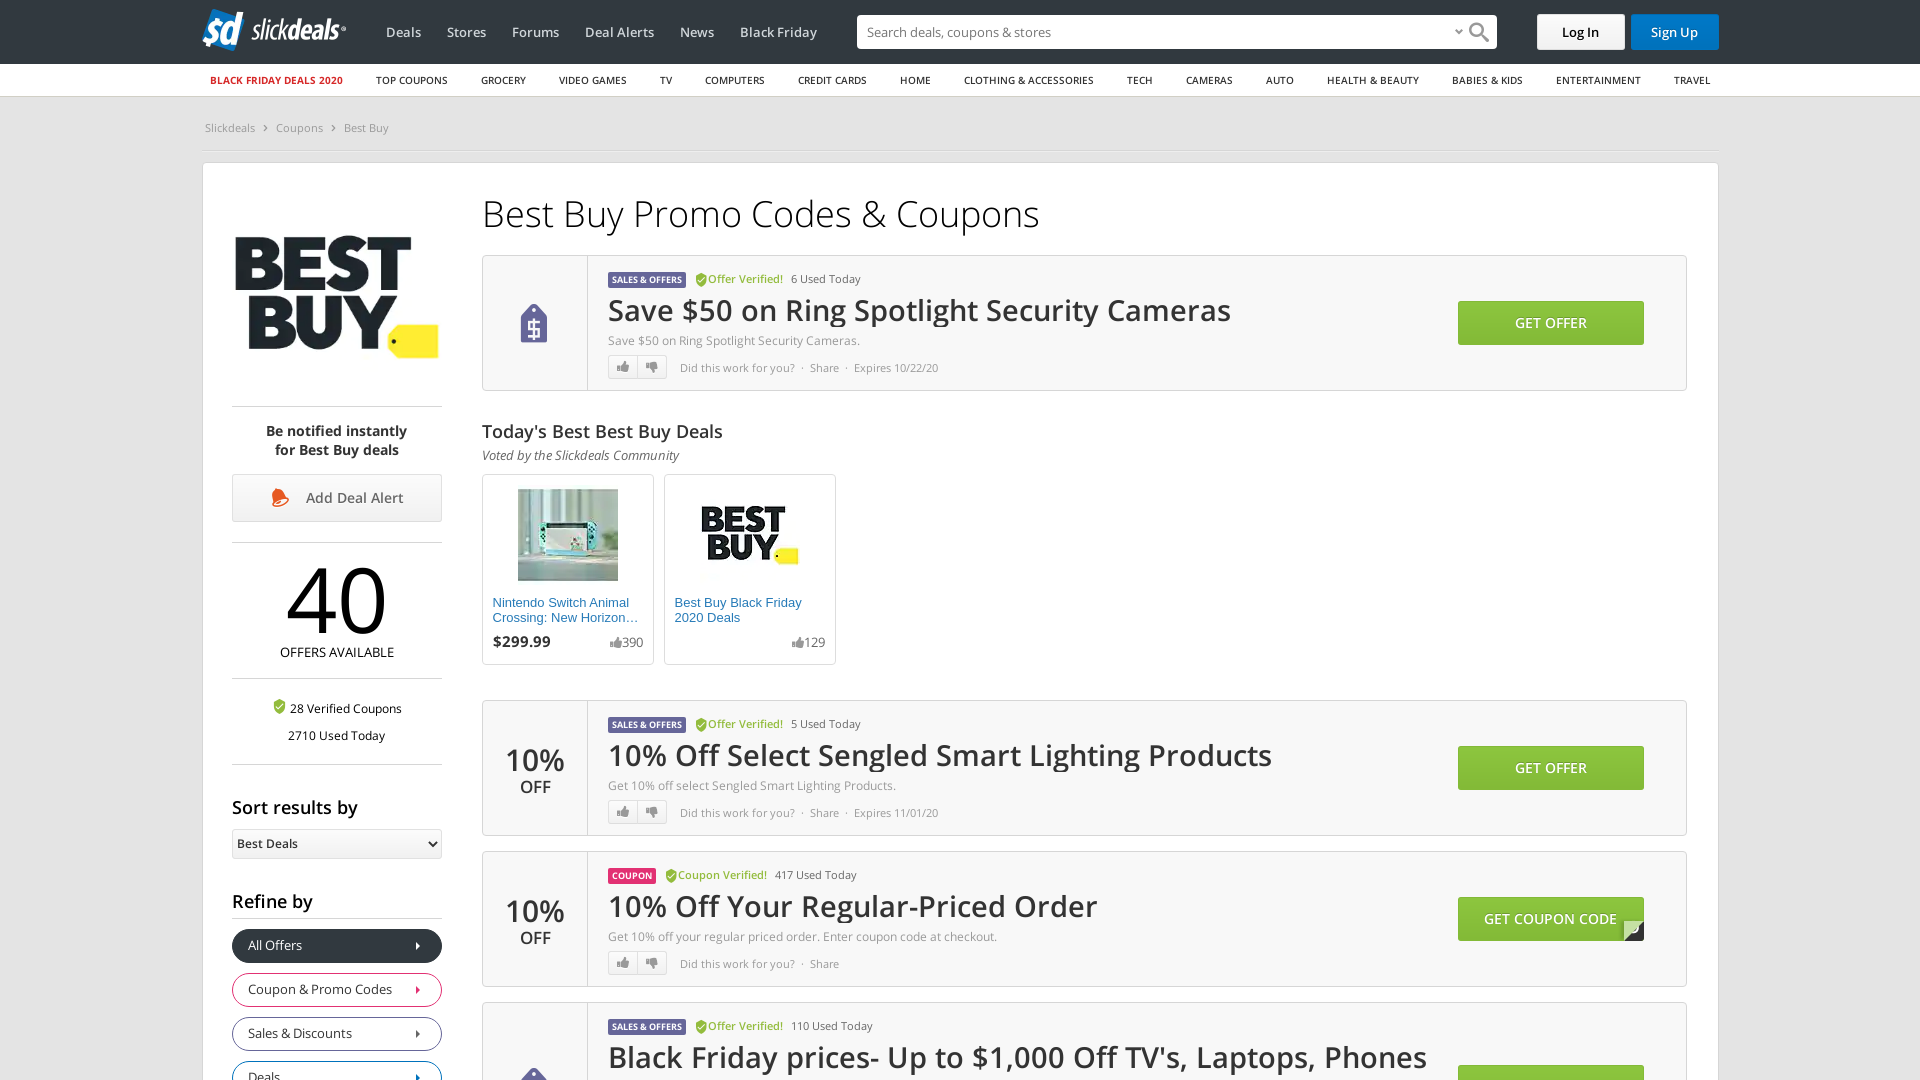 sd slickdeals
Deals Stores Forums Deal Alerts News Black Friday
Search deals, coupons & stores
Log In
Sign Up
BLACK FRIDAY DEALS 2020 TOP COUPONS GROCERY VIDEO GAMES TV COMPUTERS CREDIT CARDS HOME CLOTHING & ACCESSORIES TECH CAMERAS AUTO HEALTH & BEAUTY BABIES & KIDS ENTERTAINMENT TRAVEL
Slickdeals > Coupons > Best Buy
BEST
BUY
Be notified instantly
for Best Buy deals
Add Deal Alert
40
OFFERS AVAILABLE
28 Verified Coupons
2710 Used Today
Sort results by
Best Deals
Refine by
All Offers
Coupon & Promo Codes
Sales & Discounts
Deals
Best Buy Promo Codes & Coupons
SALES & OFFERS Offer Verified! 6 Used Today
Save $50 on Ring Spotlight Security Cameras
Save $50 on Ring Spotlight Security Cameras.
Did this work for you? · Share · Expires 10/22/20
GET OFFER
Today's Best Best Buy Deals
Voted by the Slickdeals Community
Nintendo Switch Animal
Crossing: New Horizon…
$299.99 390
BEST
BUY
Best Buy Black Friday
2020 Deals
129
10%
OFF
SALES & OFFERS Offer Verified! 5 Used Today
10% Off Select Sengled Smart Lighting Products
Get 10% off select Sengled Smart Lighting Products.
Did this work for you? · Share · Expires 11/01/20
GET OFFER
10%
OFF
COUPON Coupon Verified! 417 Used Today
10% Off Your Regular-Priced Order
Get 10% off your regular priced order. Enter coupon code at checkout.
Did this work for you? · Share
GET COUPON CODE
SALES & OFFERS Offer Verified! 110 Used Today
Black Friday prices- Up to $1,000 Off TV's, Laptops, Phones